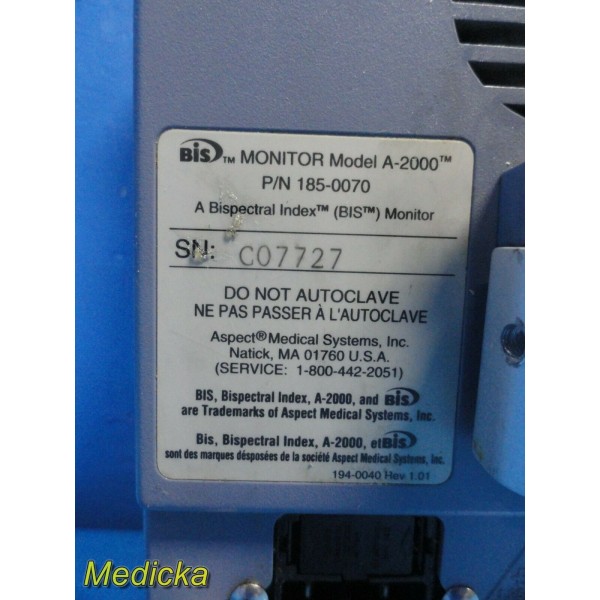 BIS™ MONITOR Model A-2000™
P/N 185-0070
A Bispectral Index™ (BIS™) Monitor
SN: C07727
DO NOT AUTOCLAVE
NE PAS PASSER À L'AUTOCLAVE
Aspect® Medical Systems, Inc.
Natick, MA 01760 U.S.A.
(SERVICE: 1-800-442-2051)
BIS, Bispectral Index, A-2000, and BIS
are Trademarks of Aspect Medical Systems, Inc.
Bis, Bispectral Index, A-2000, et BIS
sont des marques désposées de la société Aspect Medical Systems, Inc.
194-0040 Rev 1.01
Medicka